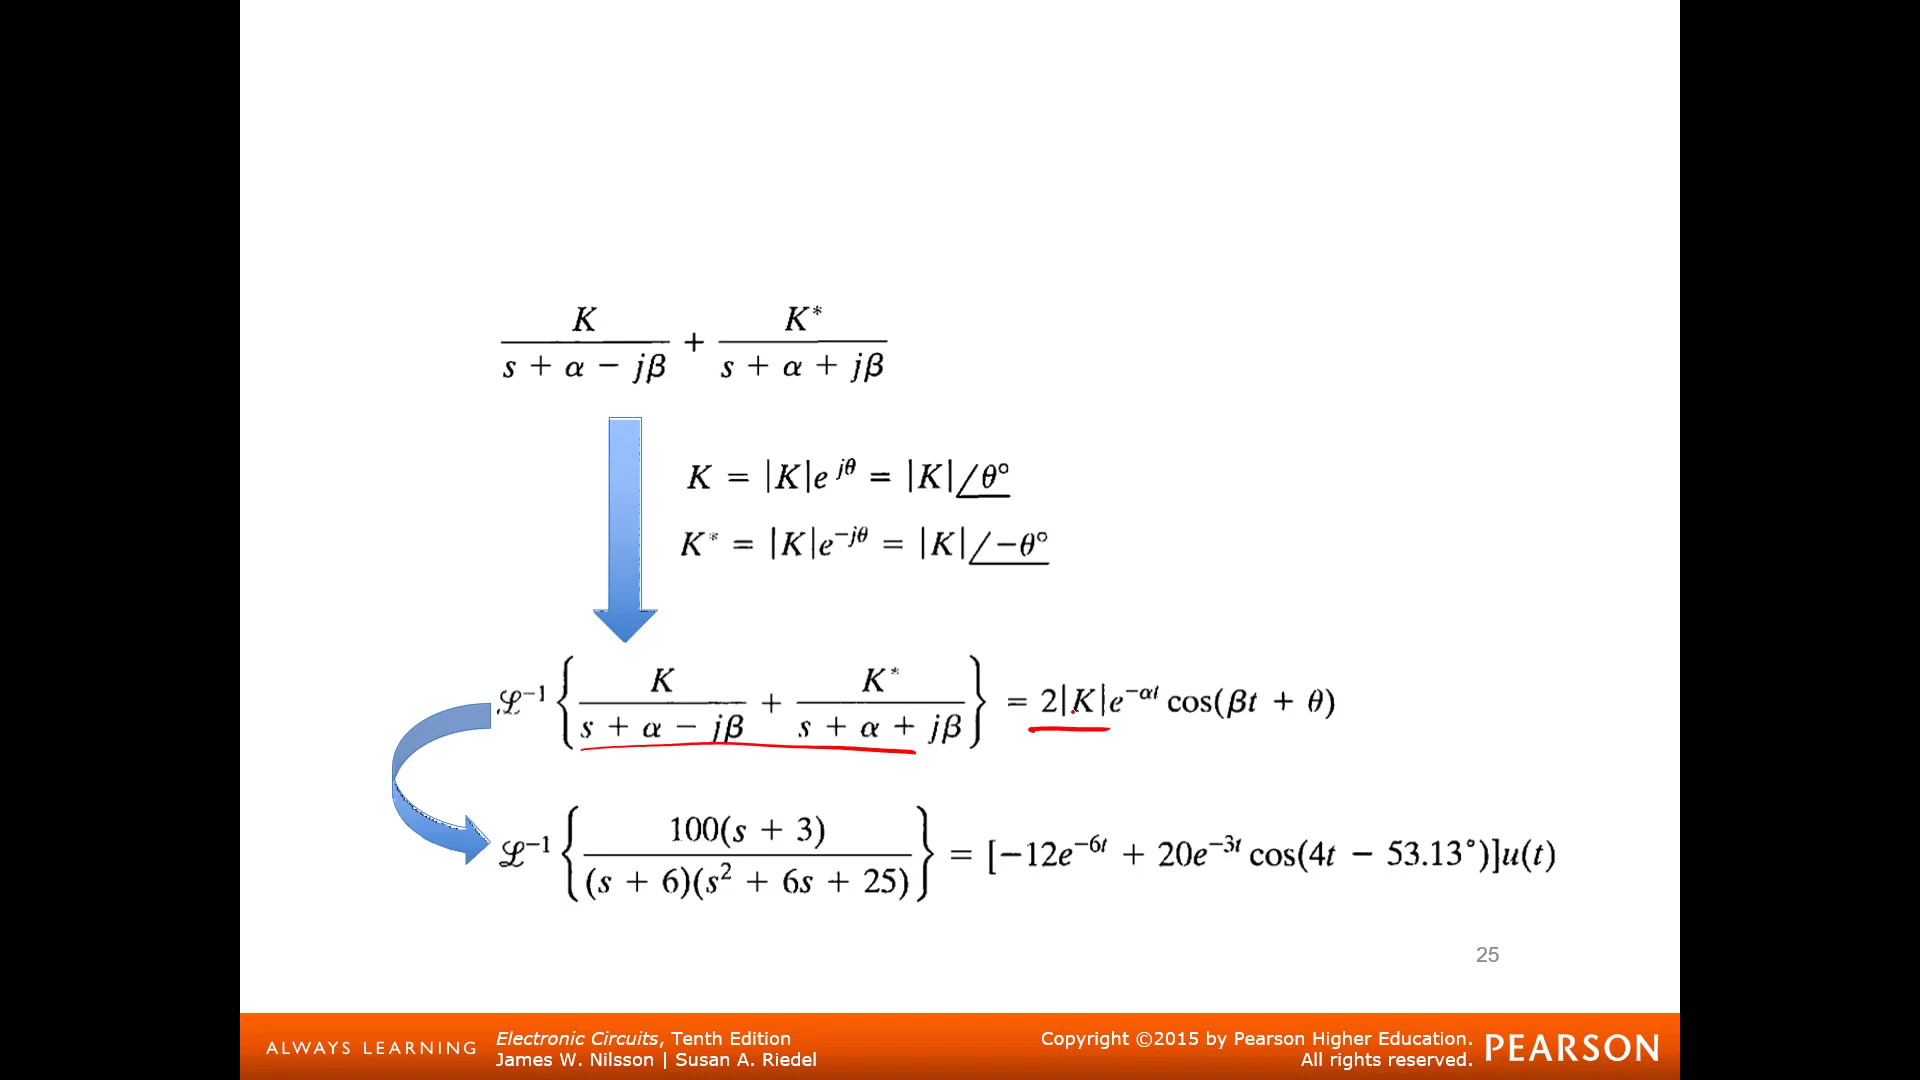 K / (s + α − jβ) + K* / (s + α + jβ)
K = |K|e^{jθ} = |K|∠θ°
K* = |K|e^{−jθ} = |K|∠−θ°
ℒ⁻¹ { K / (s + α − jβ) + K* / (s + α + jβ) } = 2|K|e^{−αt} cos(βt + θ)
ℒ⁻¹ { 100(s + 3) / (s + 6)(s² + 6s + 25) } = [−12e^{−6t} + 20e^{−3t} cos(4t − 53.13°)]u(t)
25
ALWAYS LEARNING
Electronic Circuits, Tenth Edition
James W. Nilsson | Susan A. Riedel
Copyright ©2015 by Pearson Higher Education.
All rights reserved.
PEARSON